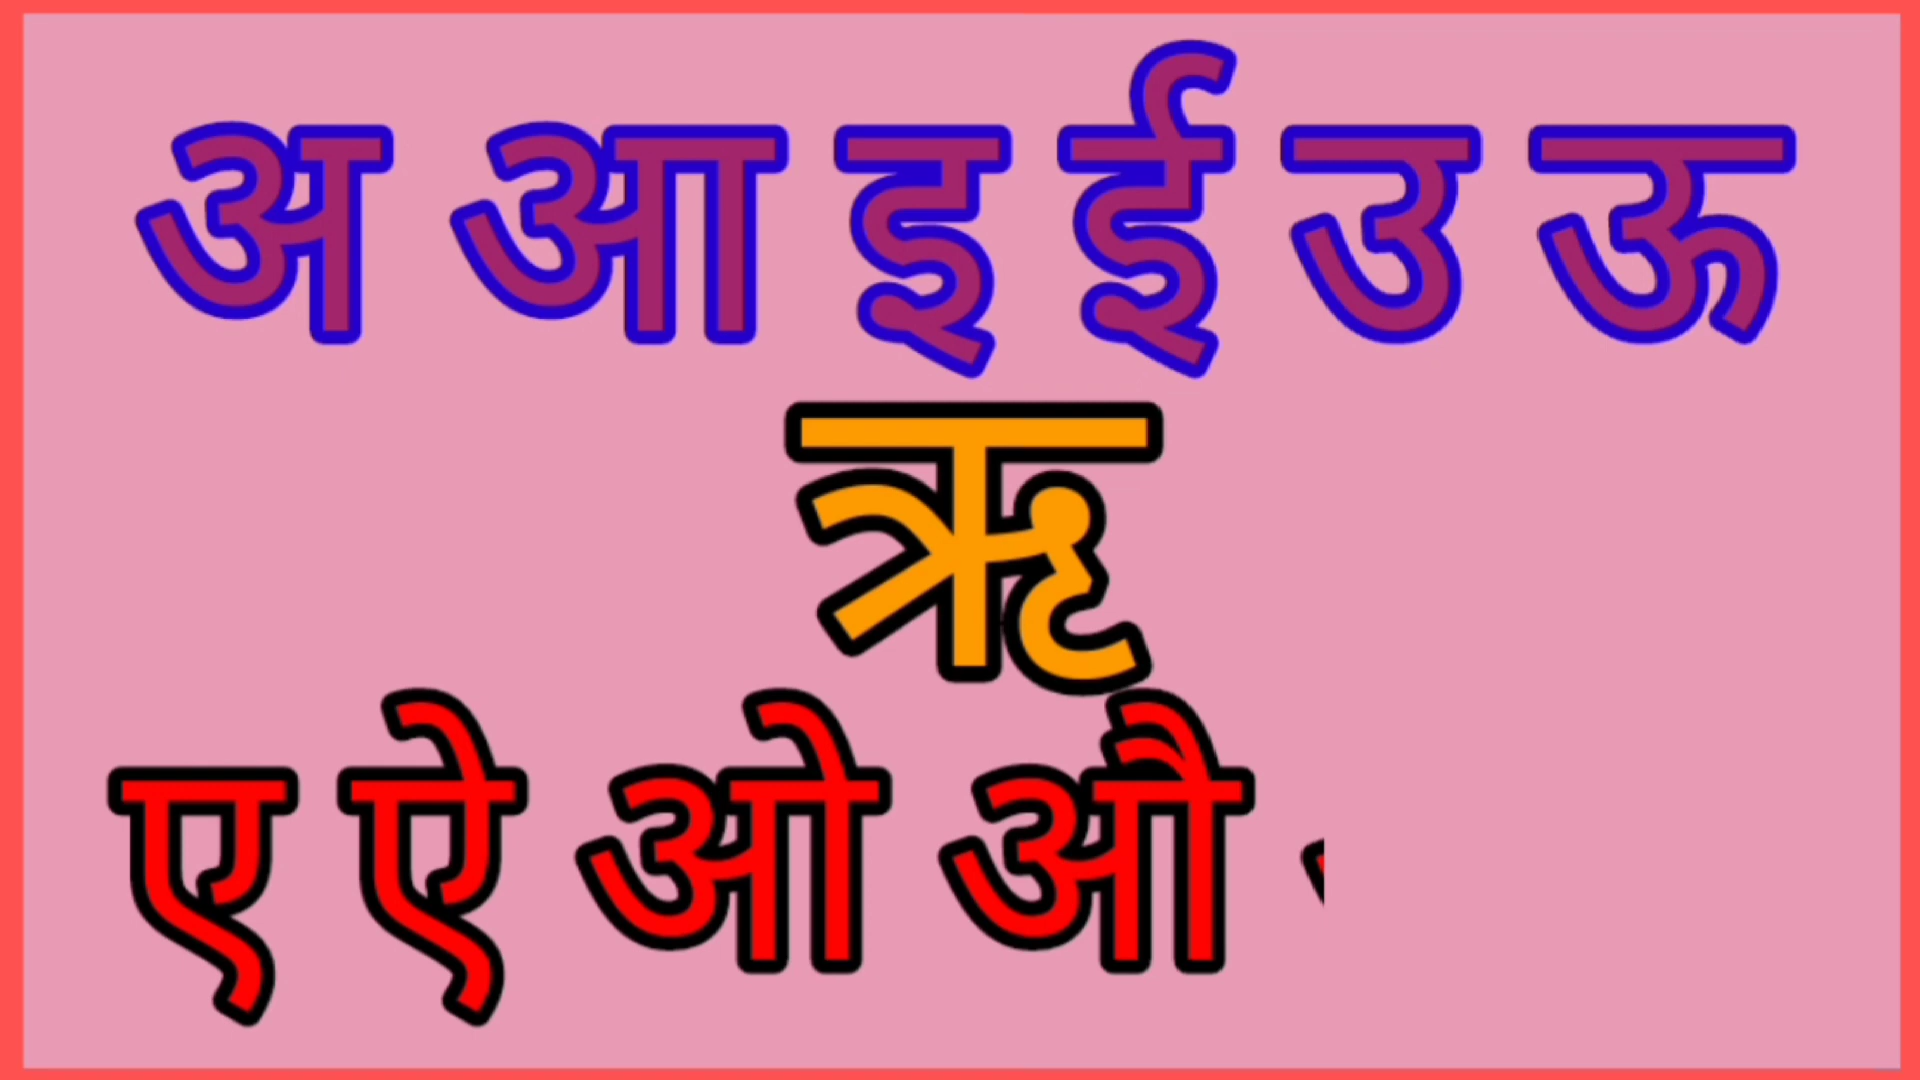 अ आ इ ई उ ऊ
ऋ
ए ऐ ओ औ